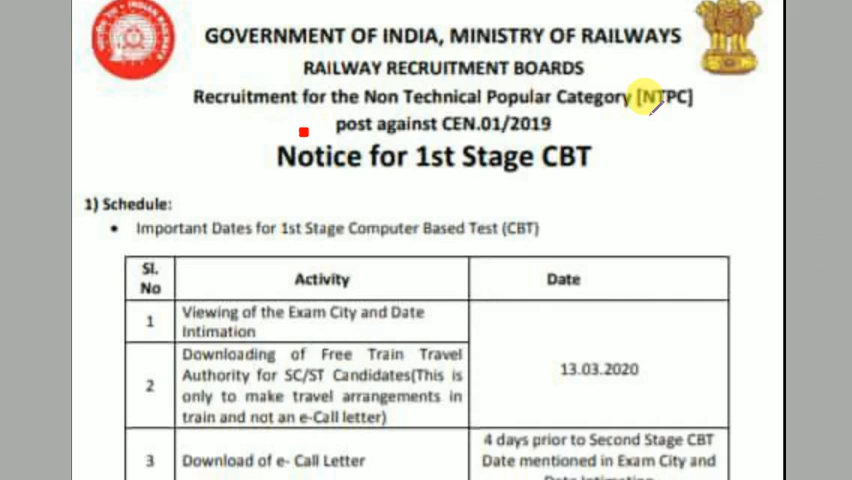 GOVERNMENT OF INDIA, MINISTRY OF RAILWAYS
RAILWAY RECRUITMENT BOARDS
Recruitment for the Non Technical Popular Category [NTPC]
post against CEN.01/2019
Notice for 1st Stage CBT
1) Schedule:
• Important Dates for 1st Stage Computer Based Test (CBT)
Sl. No
Activity
Date
1
Viewing of the Exam City and Date
Intimation
13.03.2020
2
Downloading of Free Train Travel
Authority for SC/ST Candidates(This is
only to make travel arrangements in
train and not an e-Call letter)
3
Download of e- Call Letter
4 days prior to Second Stage CBT
Date mentioned in Exam City and
Date Intimation